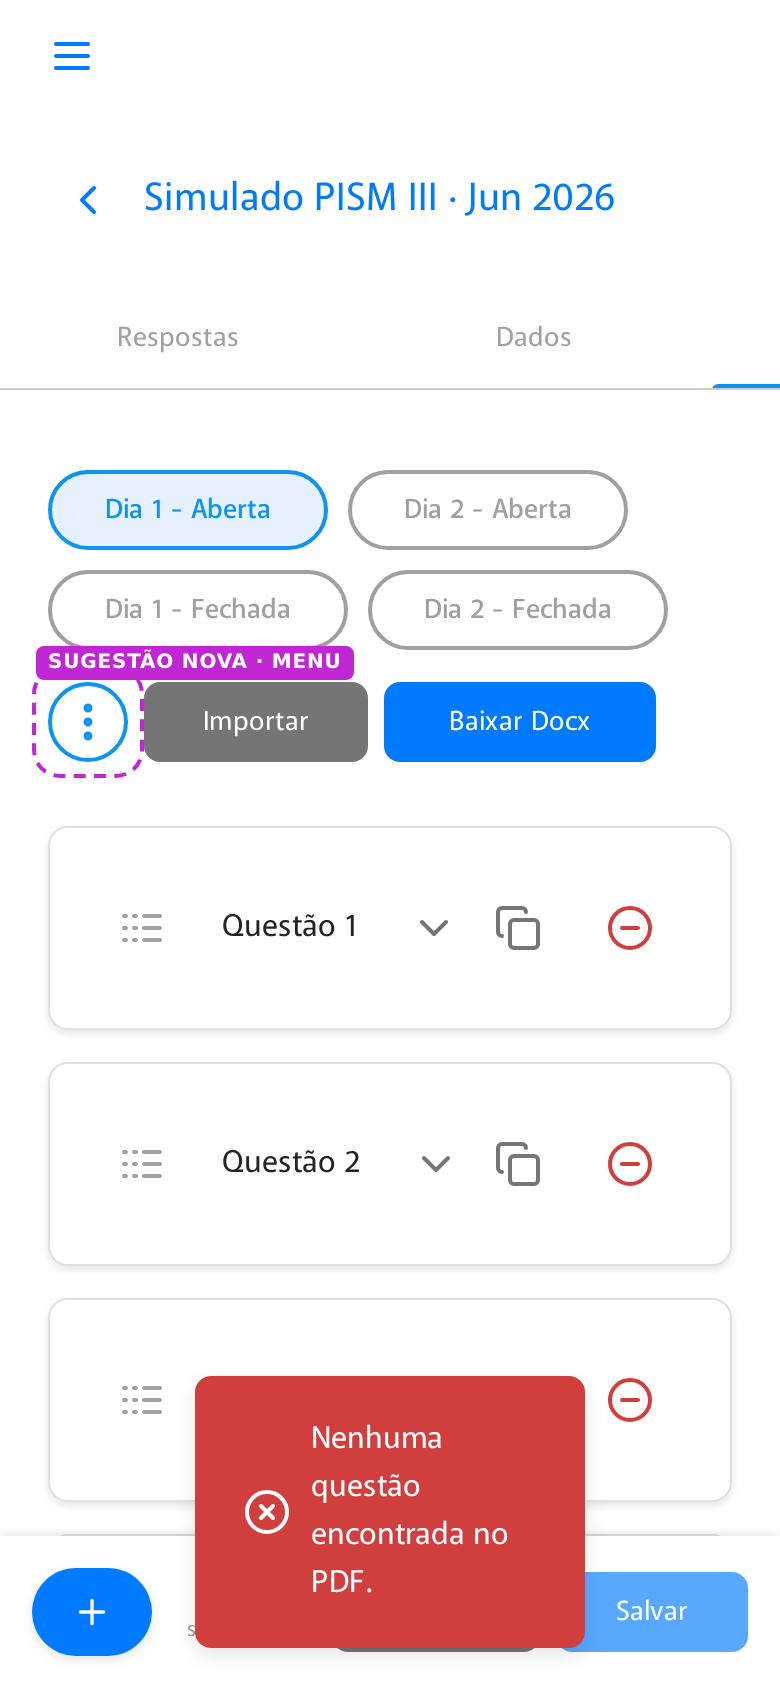 Simulado PISM III · Jun 2026
Respostas
Dados
Dia 1 - Aberta
Dia 2 - Aberta
Dia 1 - Fechada
Dia 2 - Fechada
SUGESTÃO NOVA · MENU
Importar
Baixar Docx
Questão 1
Questão 2
Nenhuma
questão
encontrada no
PDF.
Salvar